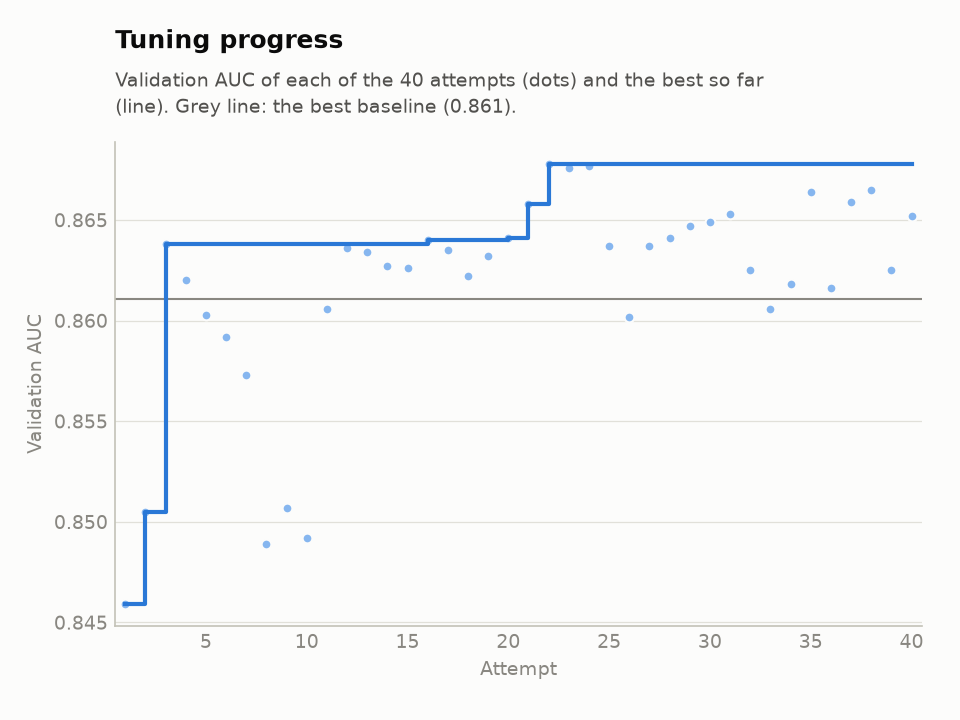 Tuning progress
Validation AUC of each of the 40 attempts (dots) and the best so far
(line). Grey line: the best baseline (0.861).
Validation AUC
0.865
0.860
0.855
0.850
0.845
5 10 15 20 25 30 35 40
Attempt